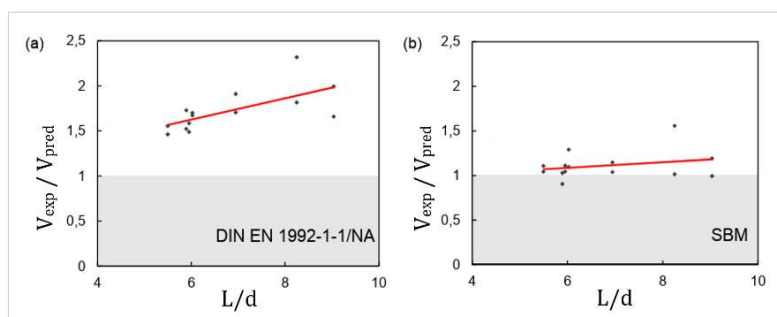 (a)
2,5
2
1,5
1
0,5
0
V_exp / V_pred
DIN EN 1992-1-1/NA
4 6 8 10
L/d
(b)
2,5
2
1,5
1
0,5
0
V_exp / V_pred
SBM
4 6 8 10
L/d